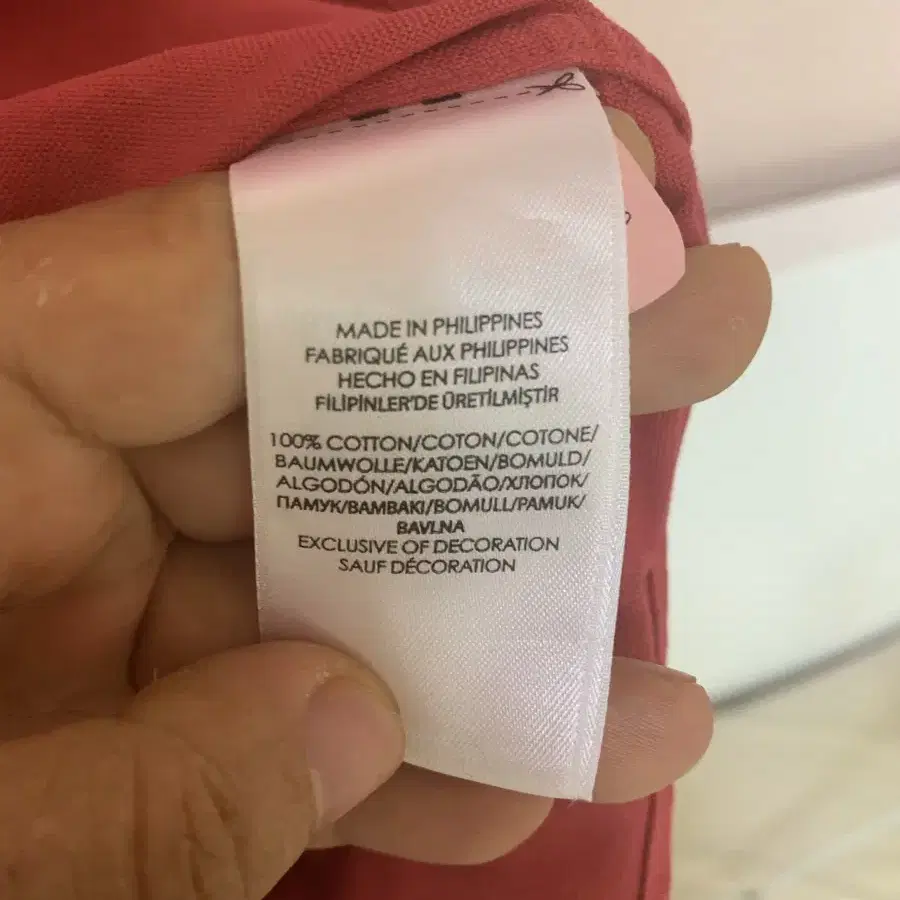 MADE IN PHILIPPINES
FABRIQUÉ AUX PHILIPPINES
HECHO EN FILIPINAS
FİLİPİNLER'DE ÜRETİLMİŞTİR
100% COTTON/COTON/COTONE/
BAUMWOLLE/KATOEN/BOMULD/
ALGODÓN/ALGODÃO/ХЛОПОК/
ПАМУК/BAMBAKI/BOMULL/PAMUK/
BAVLNA
EXCLUSIVE OF DECORATION
SAUF DÉCORATION